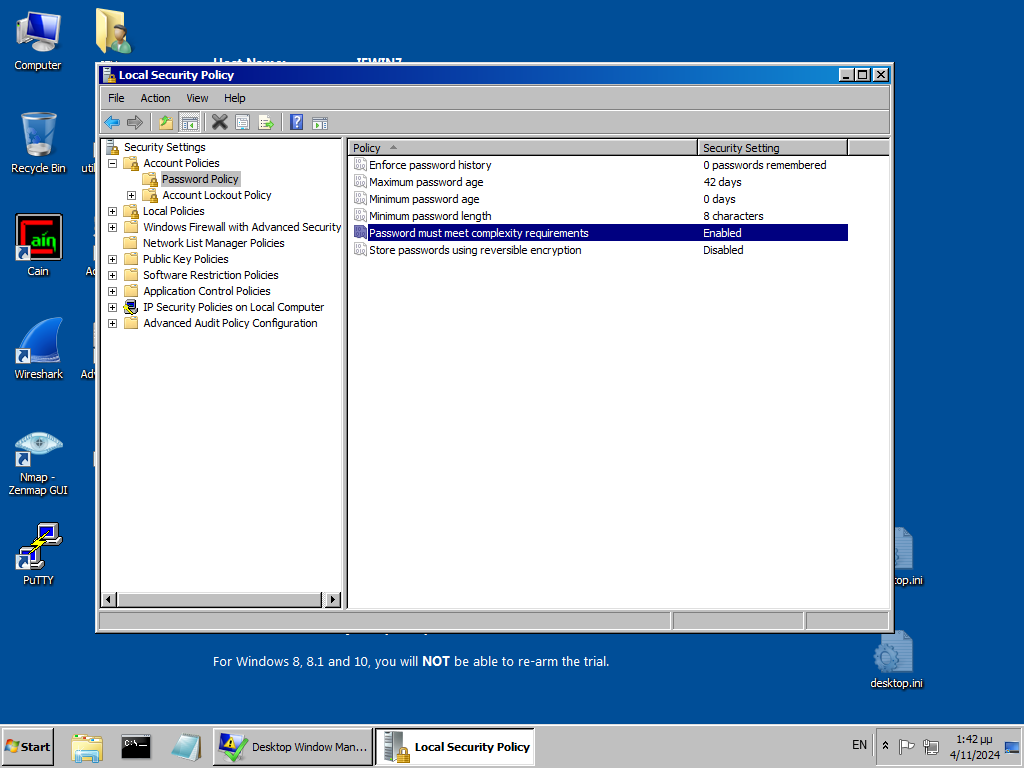 Computer
Recycle Bin
Cain
Wireshark
Nmap -
Zenmap GUI
PuTTY
Local Security Policy
File Action View Help
Security Settings
Account Policies
Password Policy
Account Lockout Policy
Local Policies
Windows Firewall with Advanced Security
Network List Manager Policies
Public Key Policies
Software Restriction Policies
Application Control Policies
IP Security Policies on Local Computer
Advanced Audit Policy Configuration
Policy Security Setting
Enforce password history 0 passwords remembered
Maximum password age 42 days
Minimum password age 0 days
Minimum password length 8 characters
Password must meet complexity requirements Enabled
Store passwords using reversible encryption Disabled
top.ini
desktop.ini
For Windows 8, 8.1 and 10, you will NOT be able to re-arm the trial.
Start
C:\_
Desktop Window Man...
Local Security Policy
EN
1:42 μμ
4/11/2024